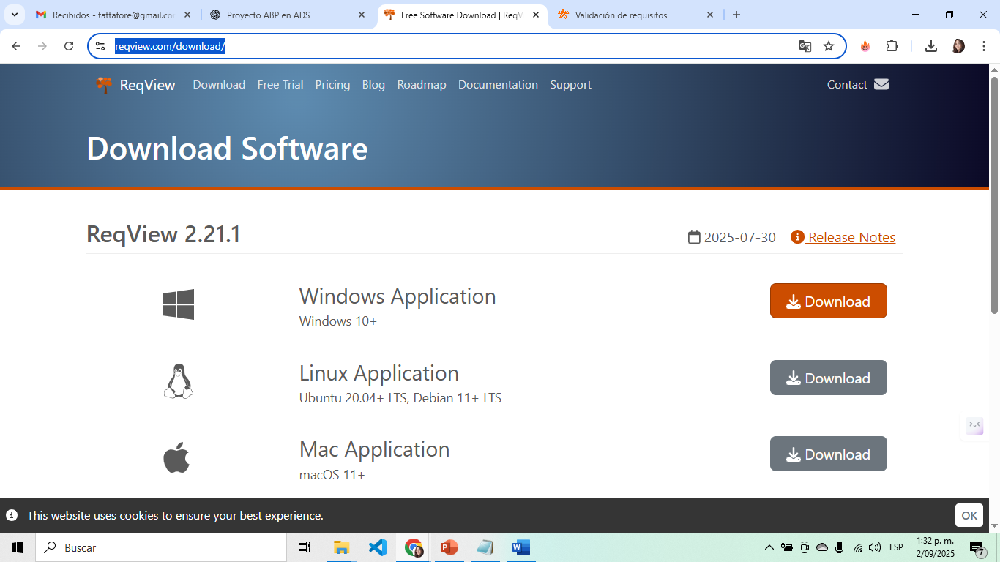 Recibidos - tattafore@gmail.co
Proyecto ABP en ADS
Free Software Download | ReqV
Validación de requisitos
reqview.com/download/
ReqView Download Free Trial Pricing Blog Roadmap Documentation Support Contact
Download Software
ReqView 2.21.1 2025-07-30 Release Notes
Windows Application
Download
Windows 10+
Linux Application
Download
Ubuntu 20.04+ LTS, Debian 11+ LTS
Mac Application
Download
macOS 11+
This website uses cookies to ensure your best experience. OK
Buscar
ESP
1:32 p. m.
2/09/2025
7